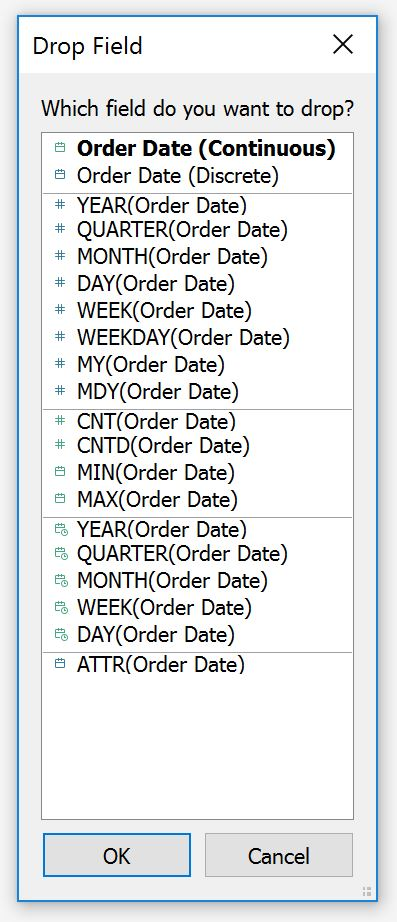 Drop Field
Which field do you want to drop?
Order Date (Continuous)
Order Date (Discrete)
YEAR(Order Date)
QUARTER(Order Date)
MONTH(Order Date)
DAY(Order Date)
WEEK(Order Date)
WEEKDAY(Order Date)
MY(Order Date)
MDY(Order Date)
CNT(Order Date)
CNTD(Order Date)
MIN(Order Date)
MAX(Order Date)
YEAR(Order Date)
QUARTER(Order Date)
MONTH(Order Date)
WEEK(Order Date)
DAY(Order Date)
ATTR(Order Date)
OK Cancel